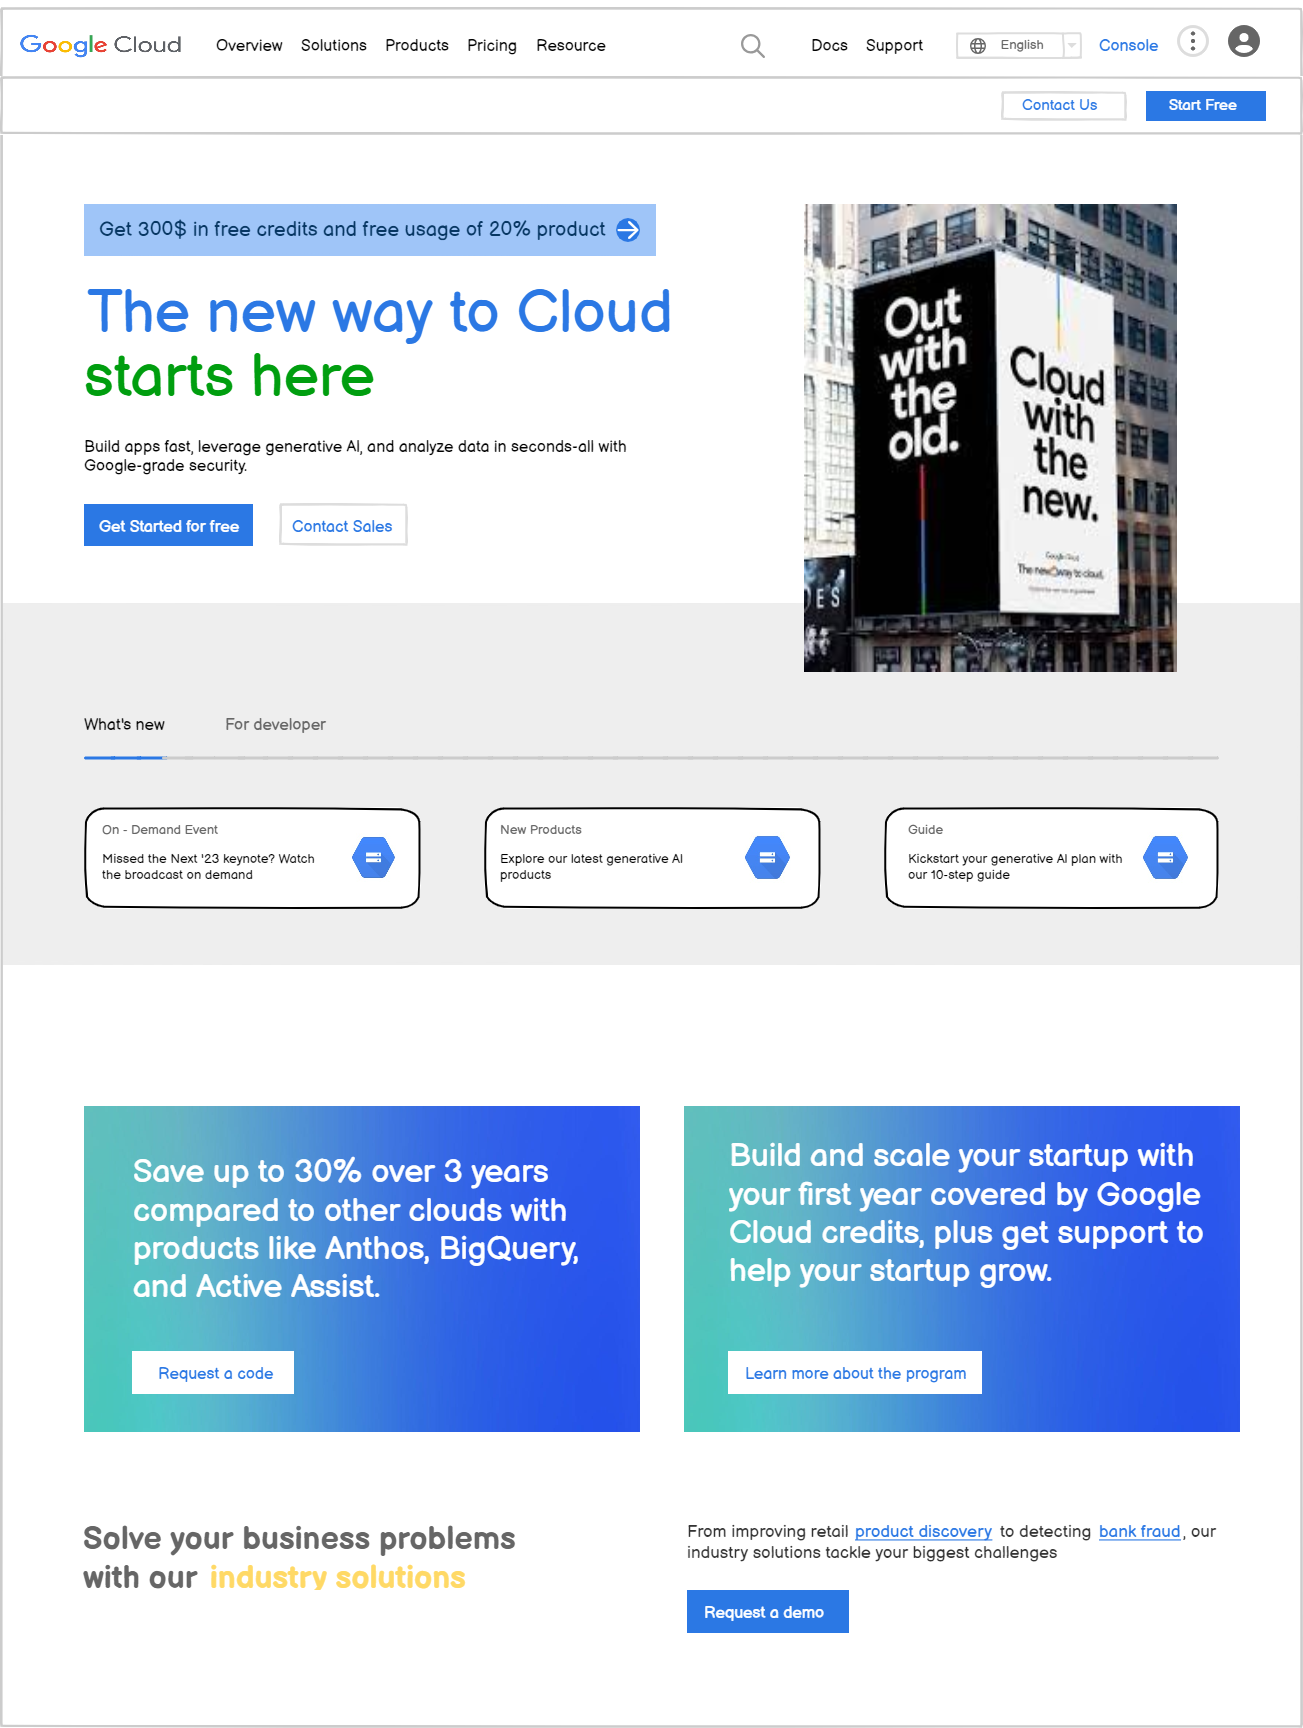 Google Cloud Overview Solutions Products Pricing Resource Docs Support English Console
Contact Us Start Free
Get 300$ in free credits and free usage of 20% product
The new way to Cloud
starts here
Build apps fast, leverage generative AI, and analyze data in seconds-all with
Google-grade security.
Get Started for free Contact Sales
Out
with
the
old.
Cloud
with
the
new.
Google Cloud
The new way to cloud.
What's new For developer
On - Demand Event
Missed the Next '23 keynote? Watch
the broadcast on demand
New Products
Explore our latest generative AI
products
Guide
Kickstart your generative AI plan with
our 10-step guide
Save up to 30% over 3 years
compared to other clouds with
products like Anthos, BigQuery,
and Active Assist.
Request a code
Build and scale your startup with
your first year covered by Google
Cloud credits, plus get support to
help your startup grow.
Learn more about the program
Solve your business problems
with our industry solutions
From improving retail product discovery to detecting bank fraud, our
industry solutions tackle your biggest challenges
Request a demo